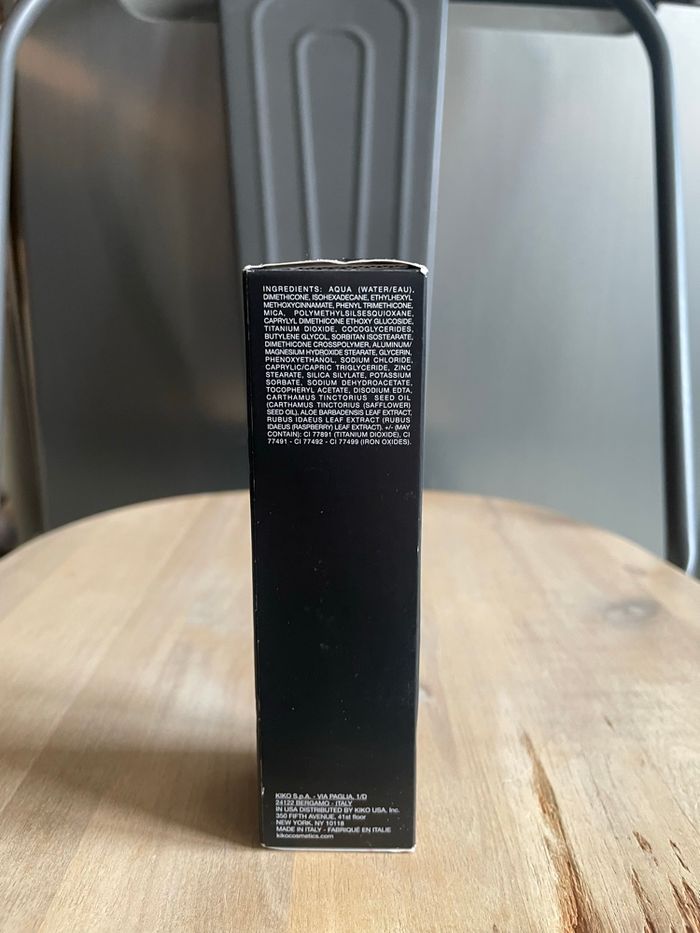 INGREDIENTS: AQUA (WATER/EAU),
DIMETHICONE, ISOHEXADECANE, ETHYLHEXYL
METHOXYCINNAMATE, PHENYL TRIMETHICONE,
MICA, POLYMETHYLSILSESQUIOXANE,
CAPRYLYL DIMETHICONE ETHOXY GLUCOSIDE,
TITANIUM DIOXIDE, COCOGLYCERIDES,
BUTYLENE GLYCOL, SORBITAN ISOSTEARATE,
DIMETHICONE CROSSPOLYMER, ALUMINUM/
MAGNESIUM HYDROXIDE STEARATE, GLYCERIN,
PHENOXYETHANOL, SODIUM CHLORIDE,
CAPRYLIC/CAPRIC TRIGLYCERIDE, ZINC
STEARATE, SILICA SILYLATE, POTASSIUM
SORBATE, SODIUM DEHYDROACETATE,
TOCOPHERYL ACETATE, DISODIUM EDTA,
CARTHAMUS TINCTORIUS SEED OIL
(CARTHAMUS TINCTORIUS (SAFFLOWER)
SEED OIL), ALOE BARBADENSIS LEAF EXTRACT,
RUBUS IDAEUS LEAF EXTRACT (RUBUS
IDAEUS (RASPBERRY) LEAF EXTRACT). +/- (MAY
CONTAIN): CI 77891 (TITANIUM DIOXIDE), CI
77491 - CI 77492 - CI 77499 (IRON OXIDES).
KIKO S.p.A. - VIA PAGLIA, 1/D
24122 BERGAMO - ITALY
IN USA DISTRIBUTED BY KIKO USA, Inc.
350 FIFTH AVENUE, 41st floor
NEW YORK, NY 10118
MADE IN ITALY - FABRIQUÉ EN ITALIE
kikocosmetics.com